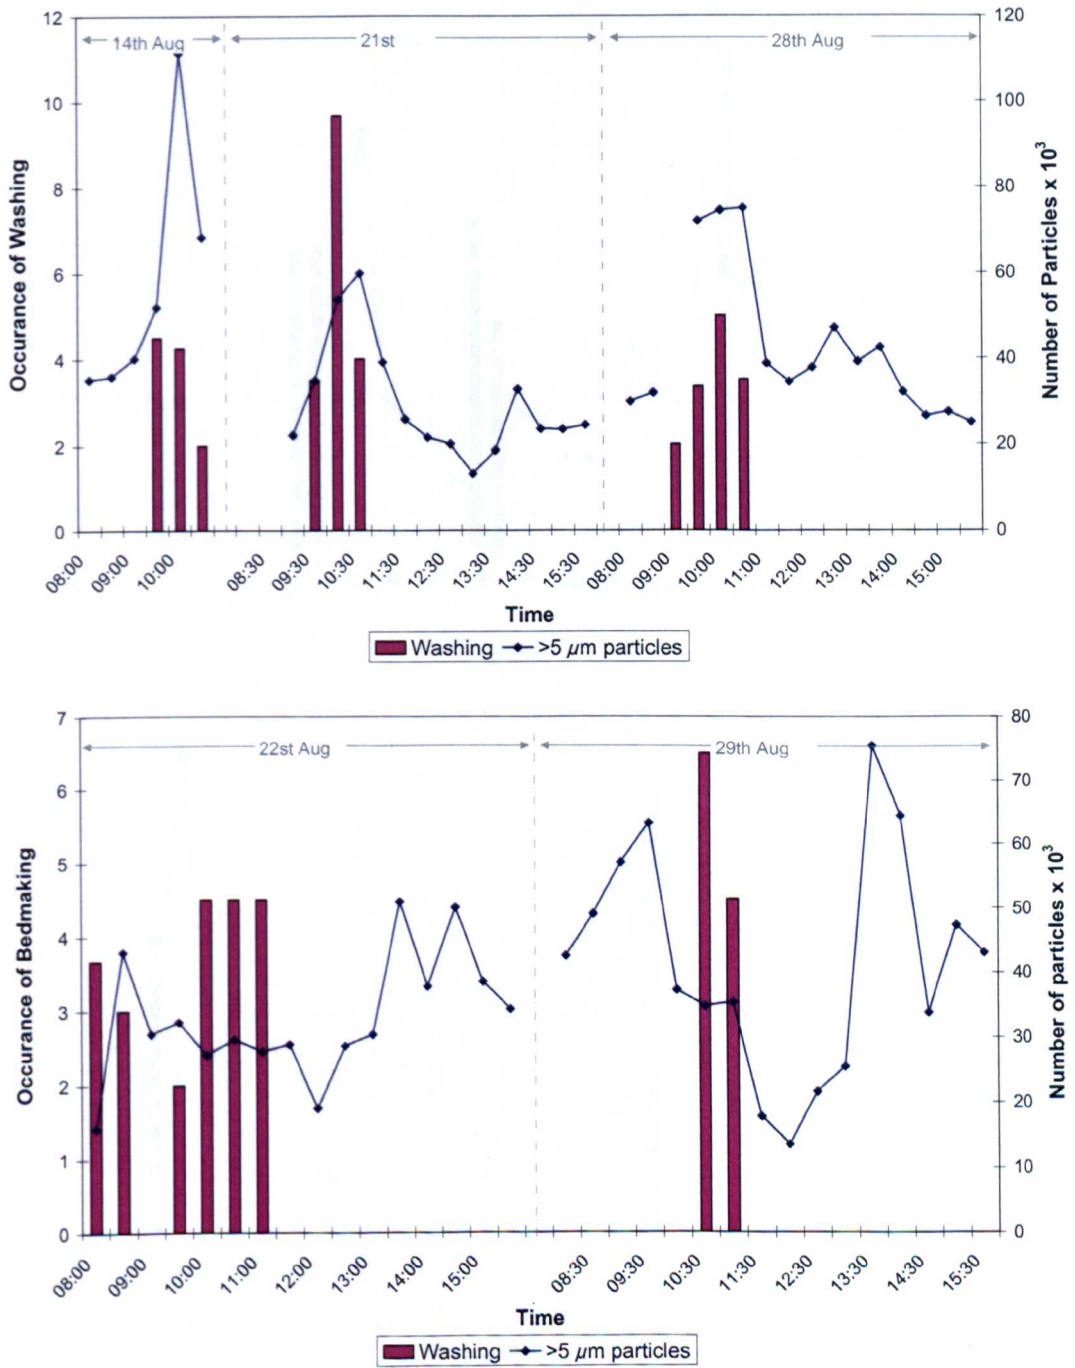 14th Aug 21st 28th Aug
Occurance of Washing
12
10
8
6
4
2
0
120
100
80
60
40
20
0
Number of Particles x 10³
08:00 09:00 10:00 08:30 09:30 10:30 11:30 12:30 13:30 14:30 15:30 08:00 09:00 10:00 11:00 12:00 13:00 14:00 15:00
Time
Washing >5 μm particles
22st Aug 29th Aug
Occurance of Bedmaking
7
6
5
4
3
2
1
0
80
70
60
50
40
30
20
10
0
Number of particles x 10³
08:00 09:00 10:00 11:00 12:00 13:00 14:00 15:00 08:30 09:30 10:30 11:30 12:30 13:30 14:30 15:30
Time
Washing >5 μm particles